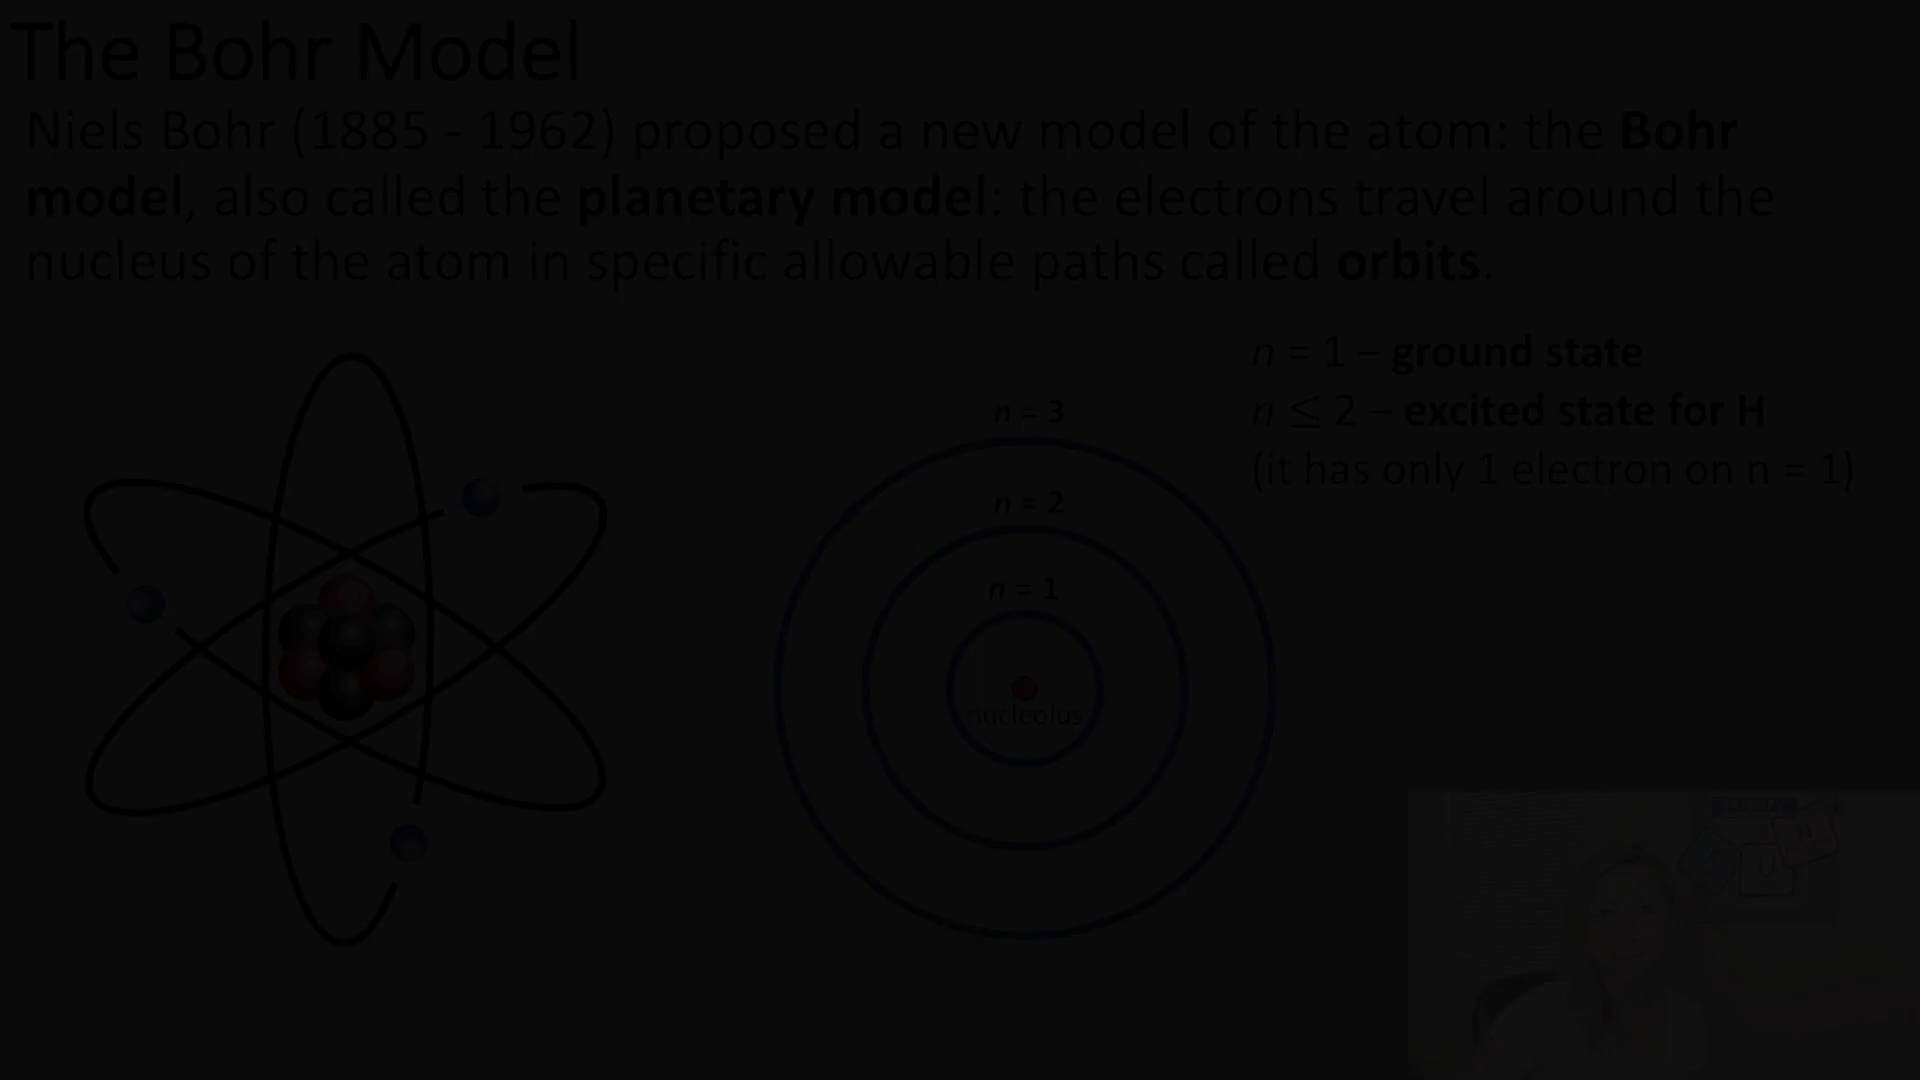 The Bohr Model
Niels Bohr (1885 - 1962) proposed a new model of the atom: the Bohr
model, also called the planetary model: the electrons travel around the
nucleus of the atom in specific allowable paths called orbits.
n = 1 – ground state
n ≤ 2 – excited state for H
(it has only 1 electron on n = 1)
n = 3
n = 2
n = 1
nucleolus